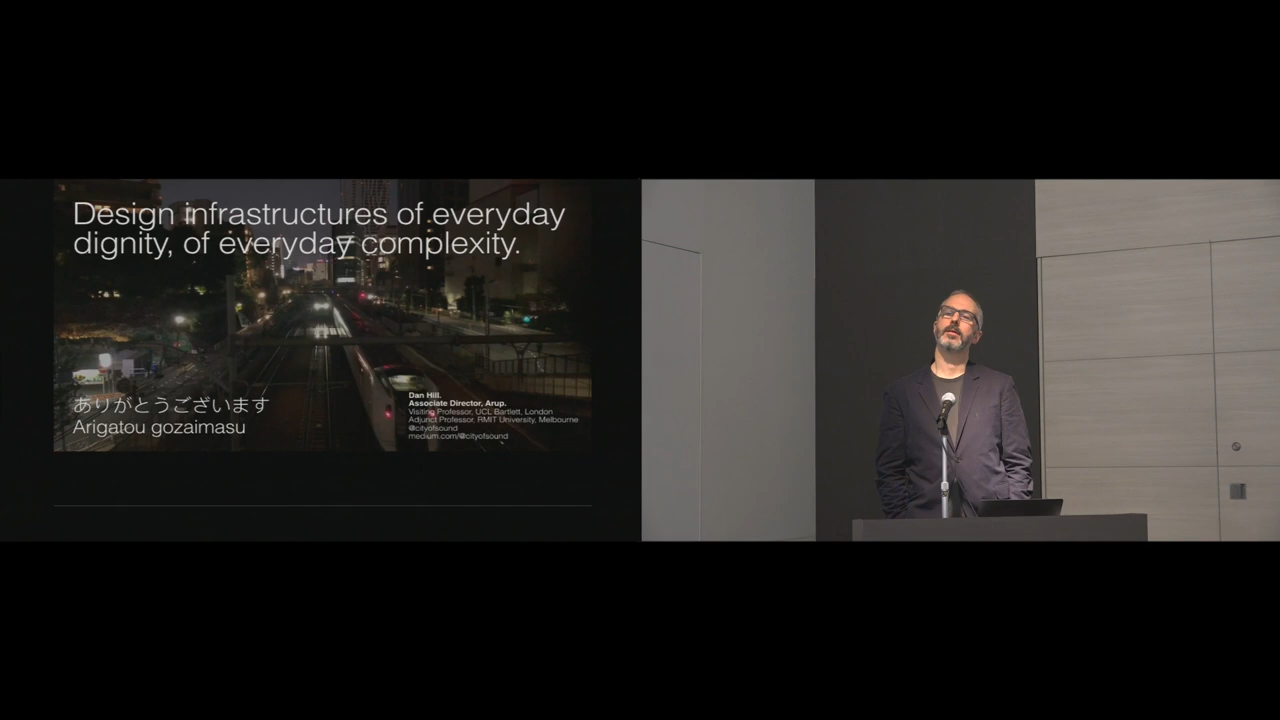 Design infrastructures of everyday
dignity, of everyday complexity.
ありがとうございます
Arigatou gozaimasu
Dan Hill.
Associate Director, Arup.
Visiting Professor, UCL Bartlett, London
Adjunct Professor, RMIT University, Melbourne
@cityofsound
medium.com/@cityofsound